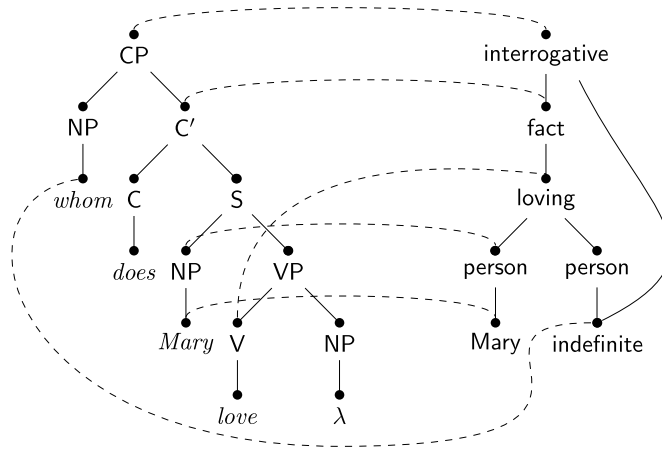 CP interrogative
NP C′ fact
whom C S loving
does NP VP person person
Mary V NP Mary indefinite
love λ